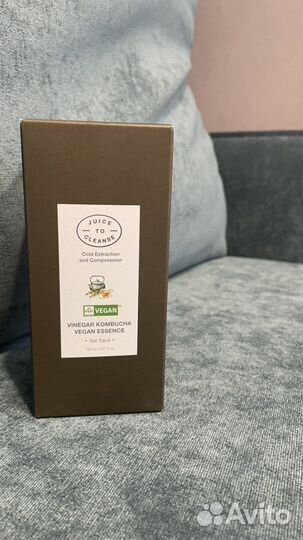 JUICE
TO
CLEANSE
Cold Extraction
and Compression
VEGAN
VINEGAR KOMBUCHA
VEGAN ESSENCE
• for face •
Avito